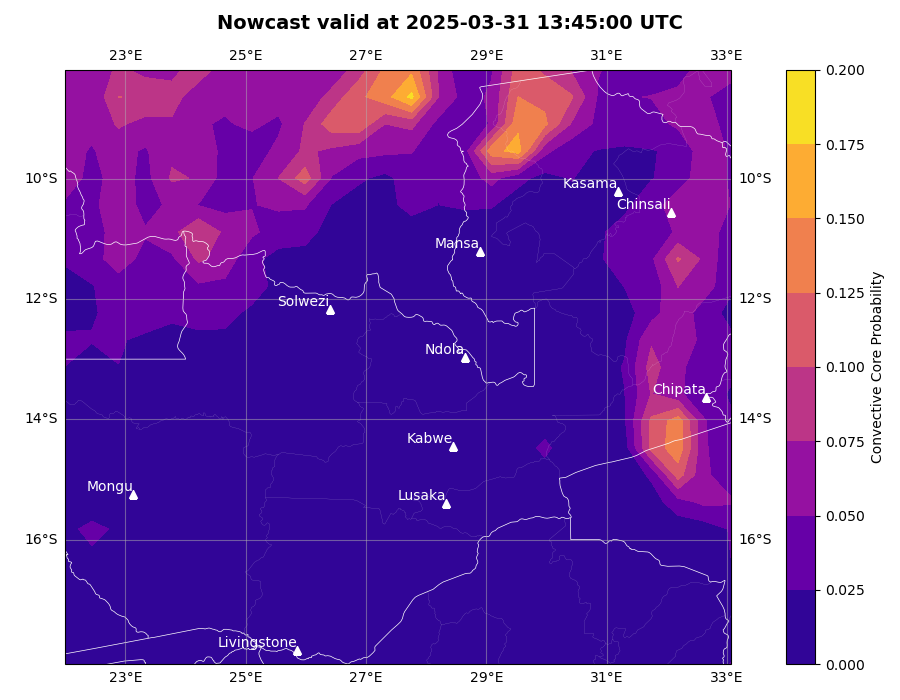 Nowcast valid at 2025-03-31 13:45:00 UTC
23°E 25°E 27°E 29°E 31°E 33°E
0.200
0.175
10°S 10°S
Kasama
Chinsali
0.150
Mansa
0.125
12°S 12°S
Solwezi
Ndola
0.100
Chipata
14°S 14°S
Kabwe
0.075
Mongu
Lusaka
0.050
16°S 16°S
0.025
Livingstone
0.000
23°E 25°E 27°E 29°E 31°E 33°E
Convective Core Probability